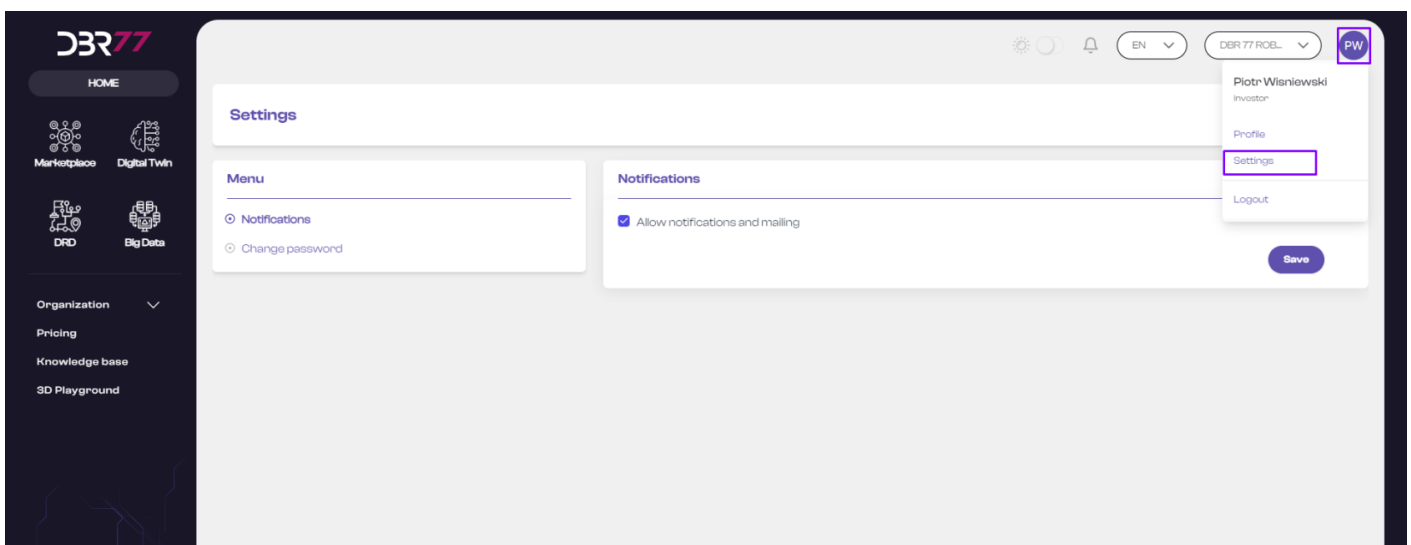 DBR77
HOME
Marketplace
Digital Twin
DRD
Big Data
Organization
Pricing
Knowledge base
3D Playground
EN
DBR 77 ROB...
PW
Piotr Wisniewski
Investor
Profile
Settings
Logout
Settings
Menu
Notifications
Change password
Notifications
Allow notifications and mailing
Save